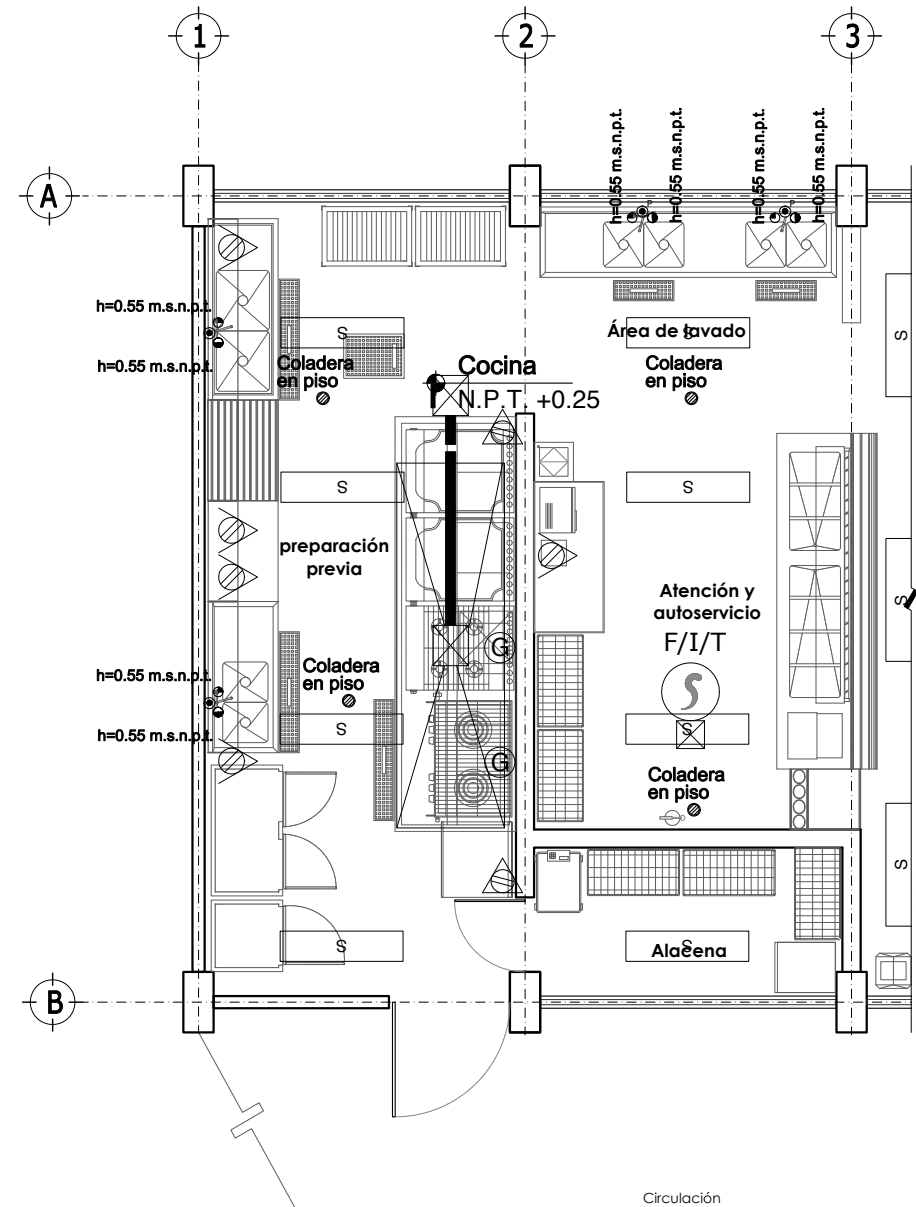 1
2
3
h=0.55 m.s.n.p.t.
h=0.55 m.s.n.p.t.
h=0.55 m.s.n.p.t.
h=0.55 m.s.n.p.t.
A
P
P
h=0.55 m.s.n.p.t.
h=0.55 m.s.n.p.t.
S
Área de lavado
S
S
Coladera
en piso
Cocina
N.P.T. +0.25
Coladera
en piso
S
S
preparación
previa
Atención y
autoservicio
F/I/T
S
S
G
Coladera
en piso
h=0.55 m.s.n.p.t.
h=0.55 m.s.n.p.t.
S
S
G
Coladera
en piso
S
S
Alacena
S
B
Circulación